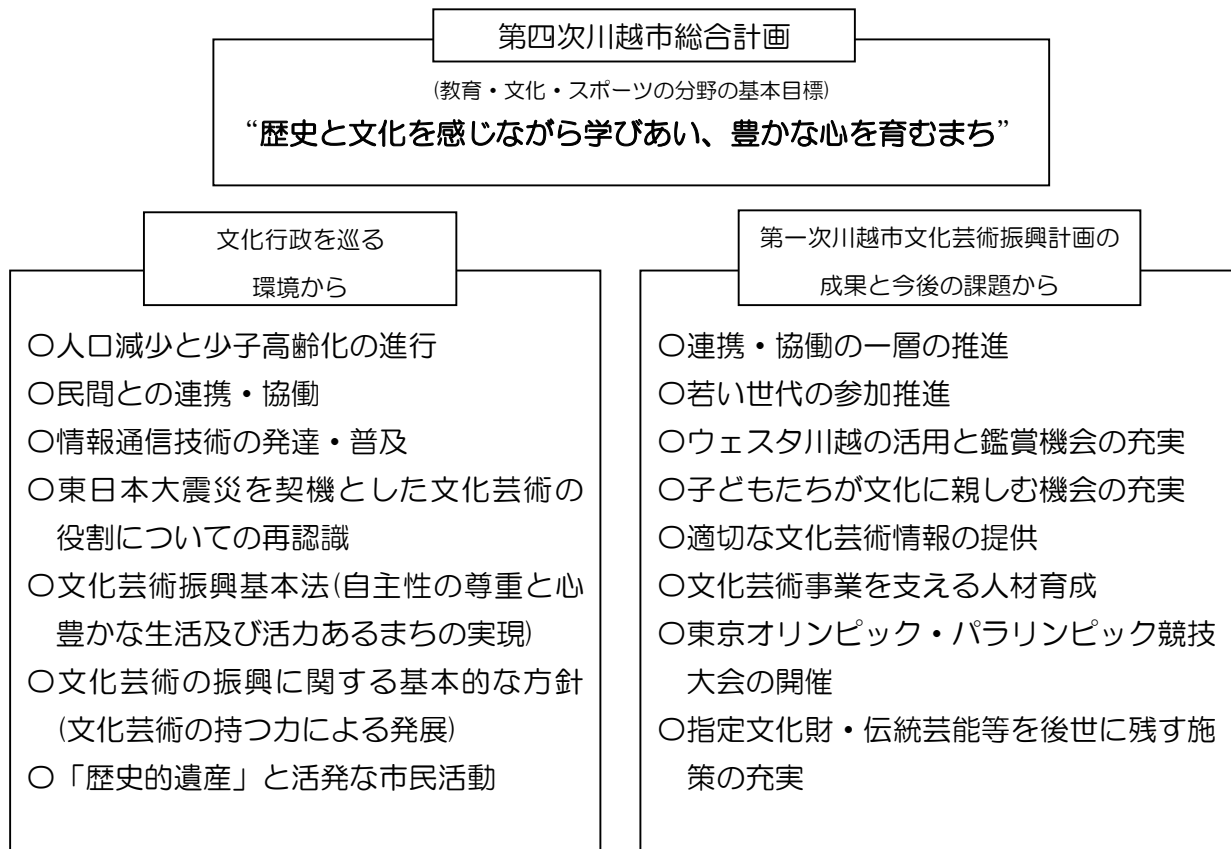 第四次川越市総合計画
(教育・文化・スポーツの分野の基本目標)
“歴史と文化を感じながら学びあい、豊かな心を育むまち”
文化行政を巡る
環境から
〇人口減少と少子高齢化の進行
〇民間との連携・協働
〇情報通信技術の発達・普及
〇東日本大震災を契機とした文化芸術の
役割についての再認識
〇文化芸術振興基本法(自主性の尊重と心
豊かな生活及び活力あるまちの実現)
〇文化芸術の振興に関する基本的な方針
(文化芸術の持つ力による発展)
〇「歴史的遺産」と活発な市民活動
第一次川越市文化芸術振興計画の
成果と今後の課題から
〇連携・協働の一層の推進
〇若い世代の参加推進
〇ウェスタ川越の活用と鑑賞機会の充実
〇子どもたちが文化に親しむ機会の充実
〇適切な文化芸術情報の提供
〇文化芸術事業を支える人材育成
〇東京オリンピック・パラリンピック競技
大会の開催
〇指定文化財・伝統芸能等を後世に残す施
策の充実